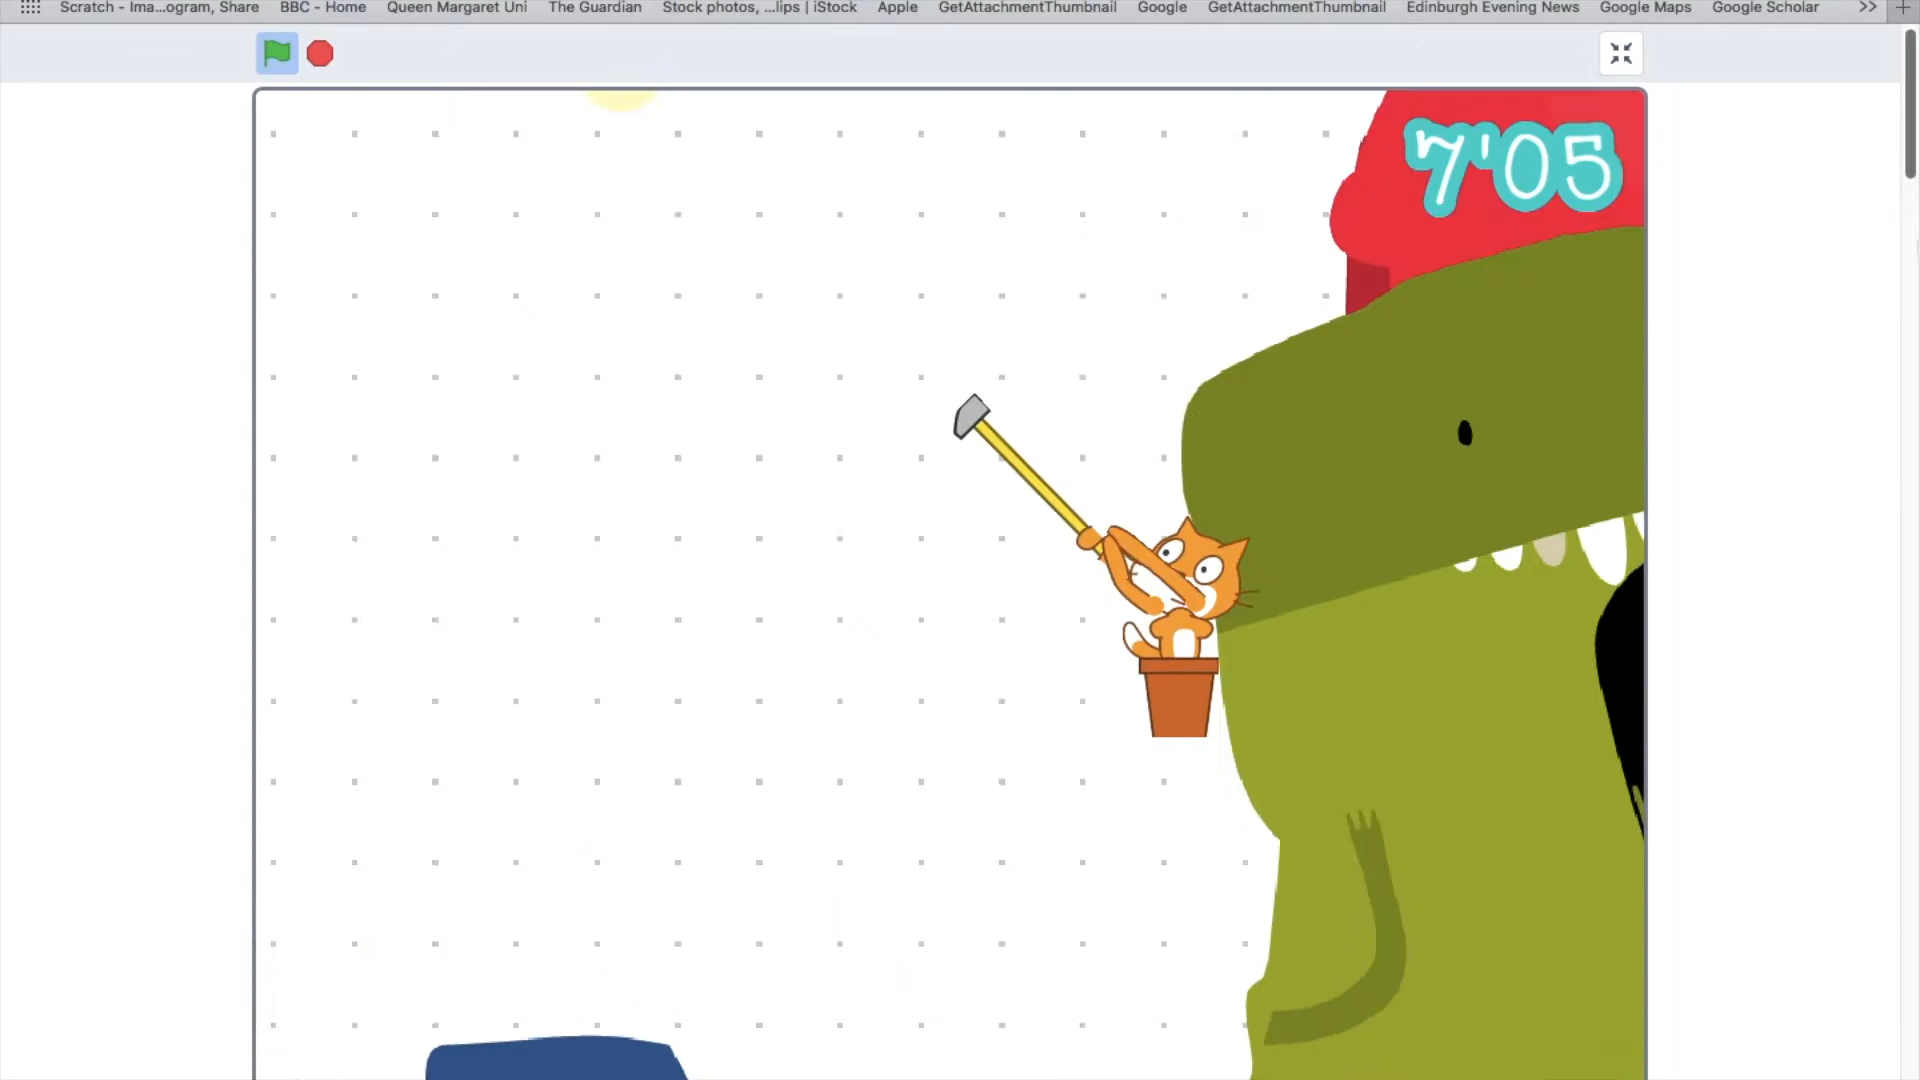 Scratch - Ima...ogram, Share BBC - Home Queen Margaret Uni The Guardian Stock photos, ...lips | iStock Apple GetAttachmentThumbnail Google GetAttachmentThumbnail Edinburgh Evening News Google Maps Google Scholar
7'05